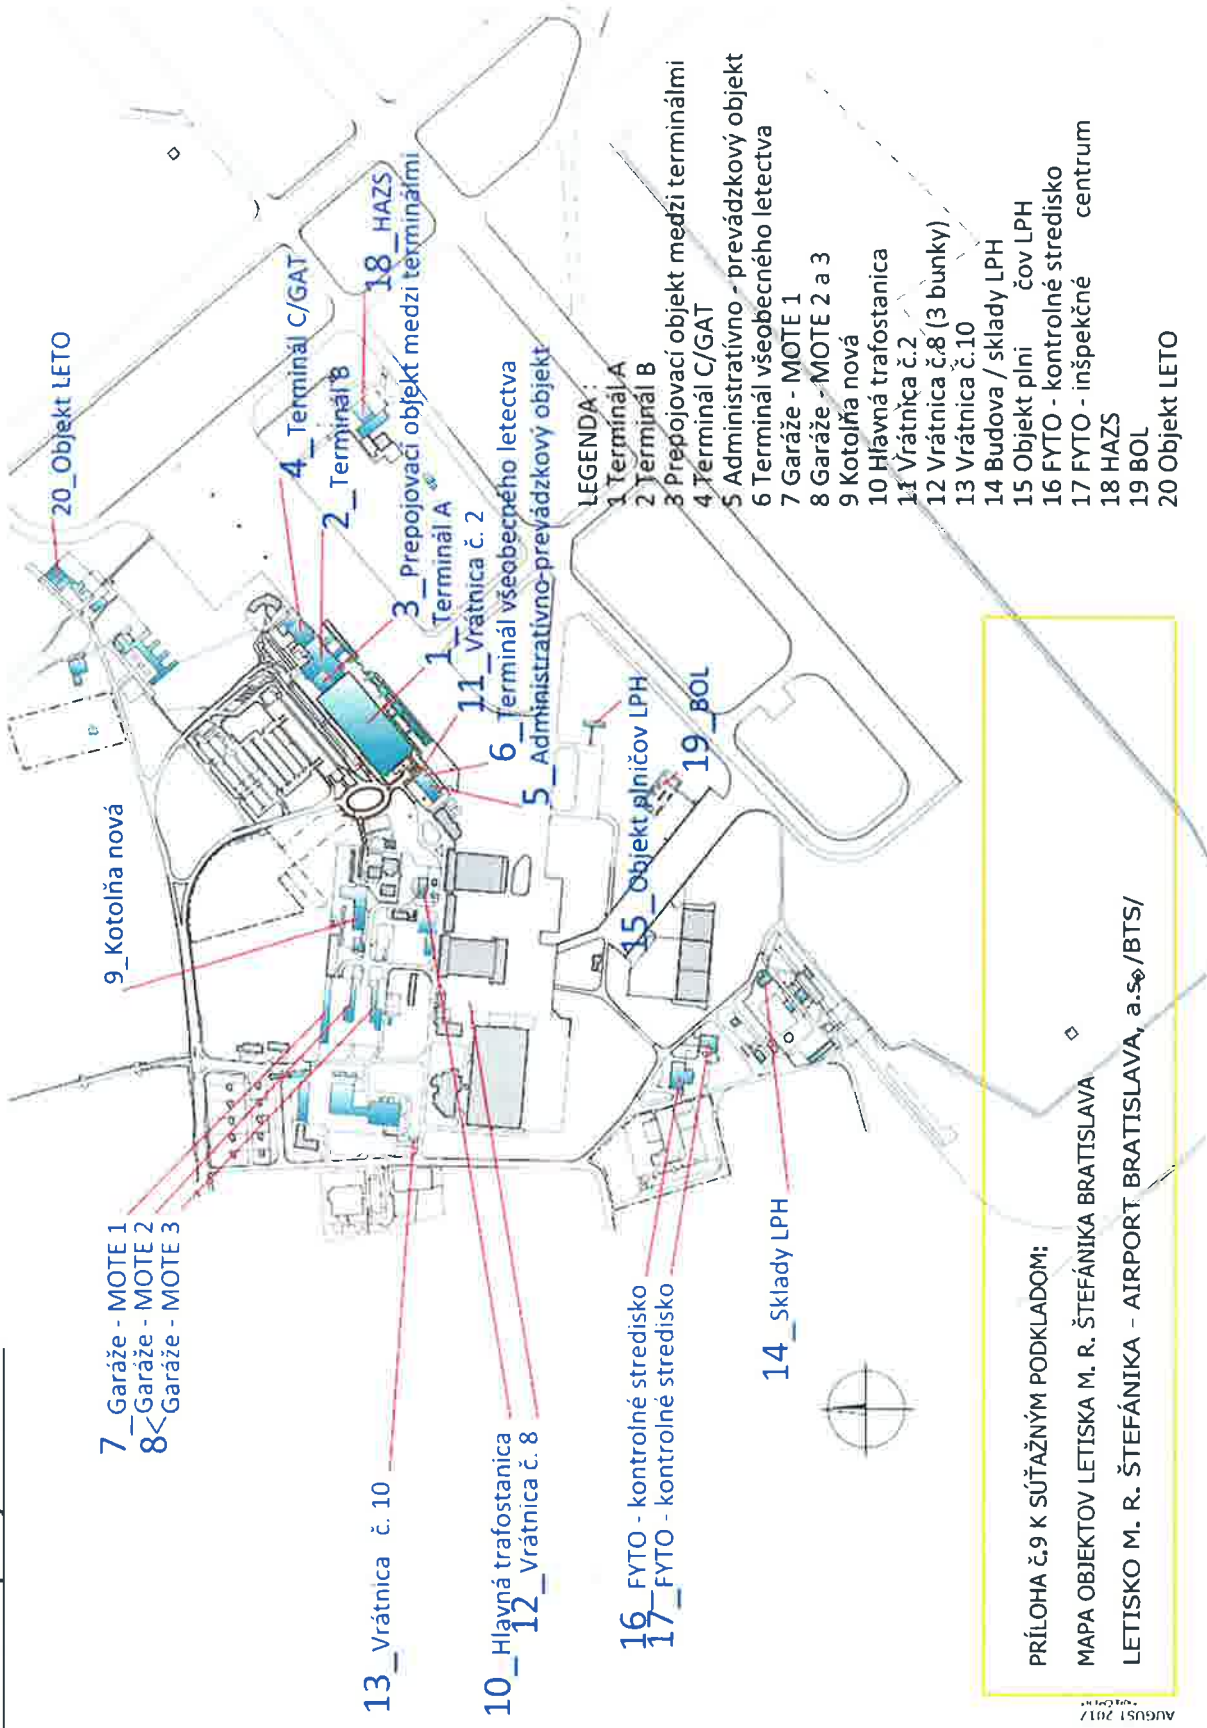 20_Objekt LETO
4_Terminál C/GAT
18_HAZS
2_Terminál B
3_Prepojovací objekt medzi terminálmi
1_Terminál A
11_Vrátnica č. 2
6_Terminál všeobecného letectva
5_Administratívno-prevádzkový objekt
9_Kotolňa nová
15_Objekt plničov LPH
19_BOL
7_Garáže - MOTE 1
8<Garáže - MOTE 2
Garáže - MOTE 3
13_Vrátnica č. 10
10_Hlavná trafostanica
12_Vrátnica č. 8
16_FYTO - kontrolné stredisko
17_FYTO - kontrolné stredisko
14_Sklady LPH
LEGENDA :
1 Terminál A
2 Terminál B
3 Prepojovací objekt medzi terminálmi
4 Terminál C/GAT
5 Administratívno - prevádzkový objekt
6 Terminál všeobecného letectva
7 Garáže - MOTE 1
8 Garáže - MOTE 2 a 3
9 Kotolňa nová
10 Hlavná trafostanica
11 Vrátnica č.2
12 Vrátnica č.8 (3 bunky)
13 Vrátnica č.10
14 Budova / sklady LPH
15 Objekt plni čov LPH
16 FYTO - kontrolné stredisko
17 FYTO - inšpekčné centrum
18 HAZS
19 BOL
20 Objekt LETO
PRÍLOHA č.9 K SÚŤAŽNÝM PODKLADOM:
MAPA OBJEKTOV LETISKA M. R. ŠTEFÁNIKA BRATISLAVA
LETISKO M. R. ŠTEFÁNIKA - AIRPORT BRATISLAVA, a.s. /BTS/
AUGUST 2017